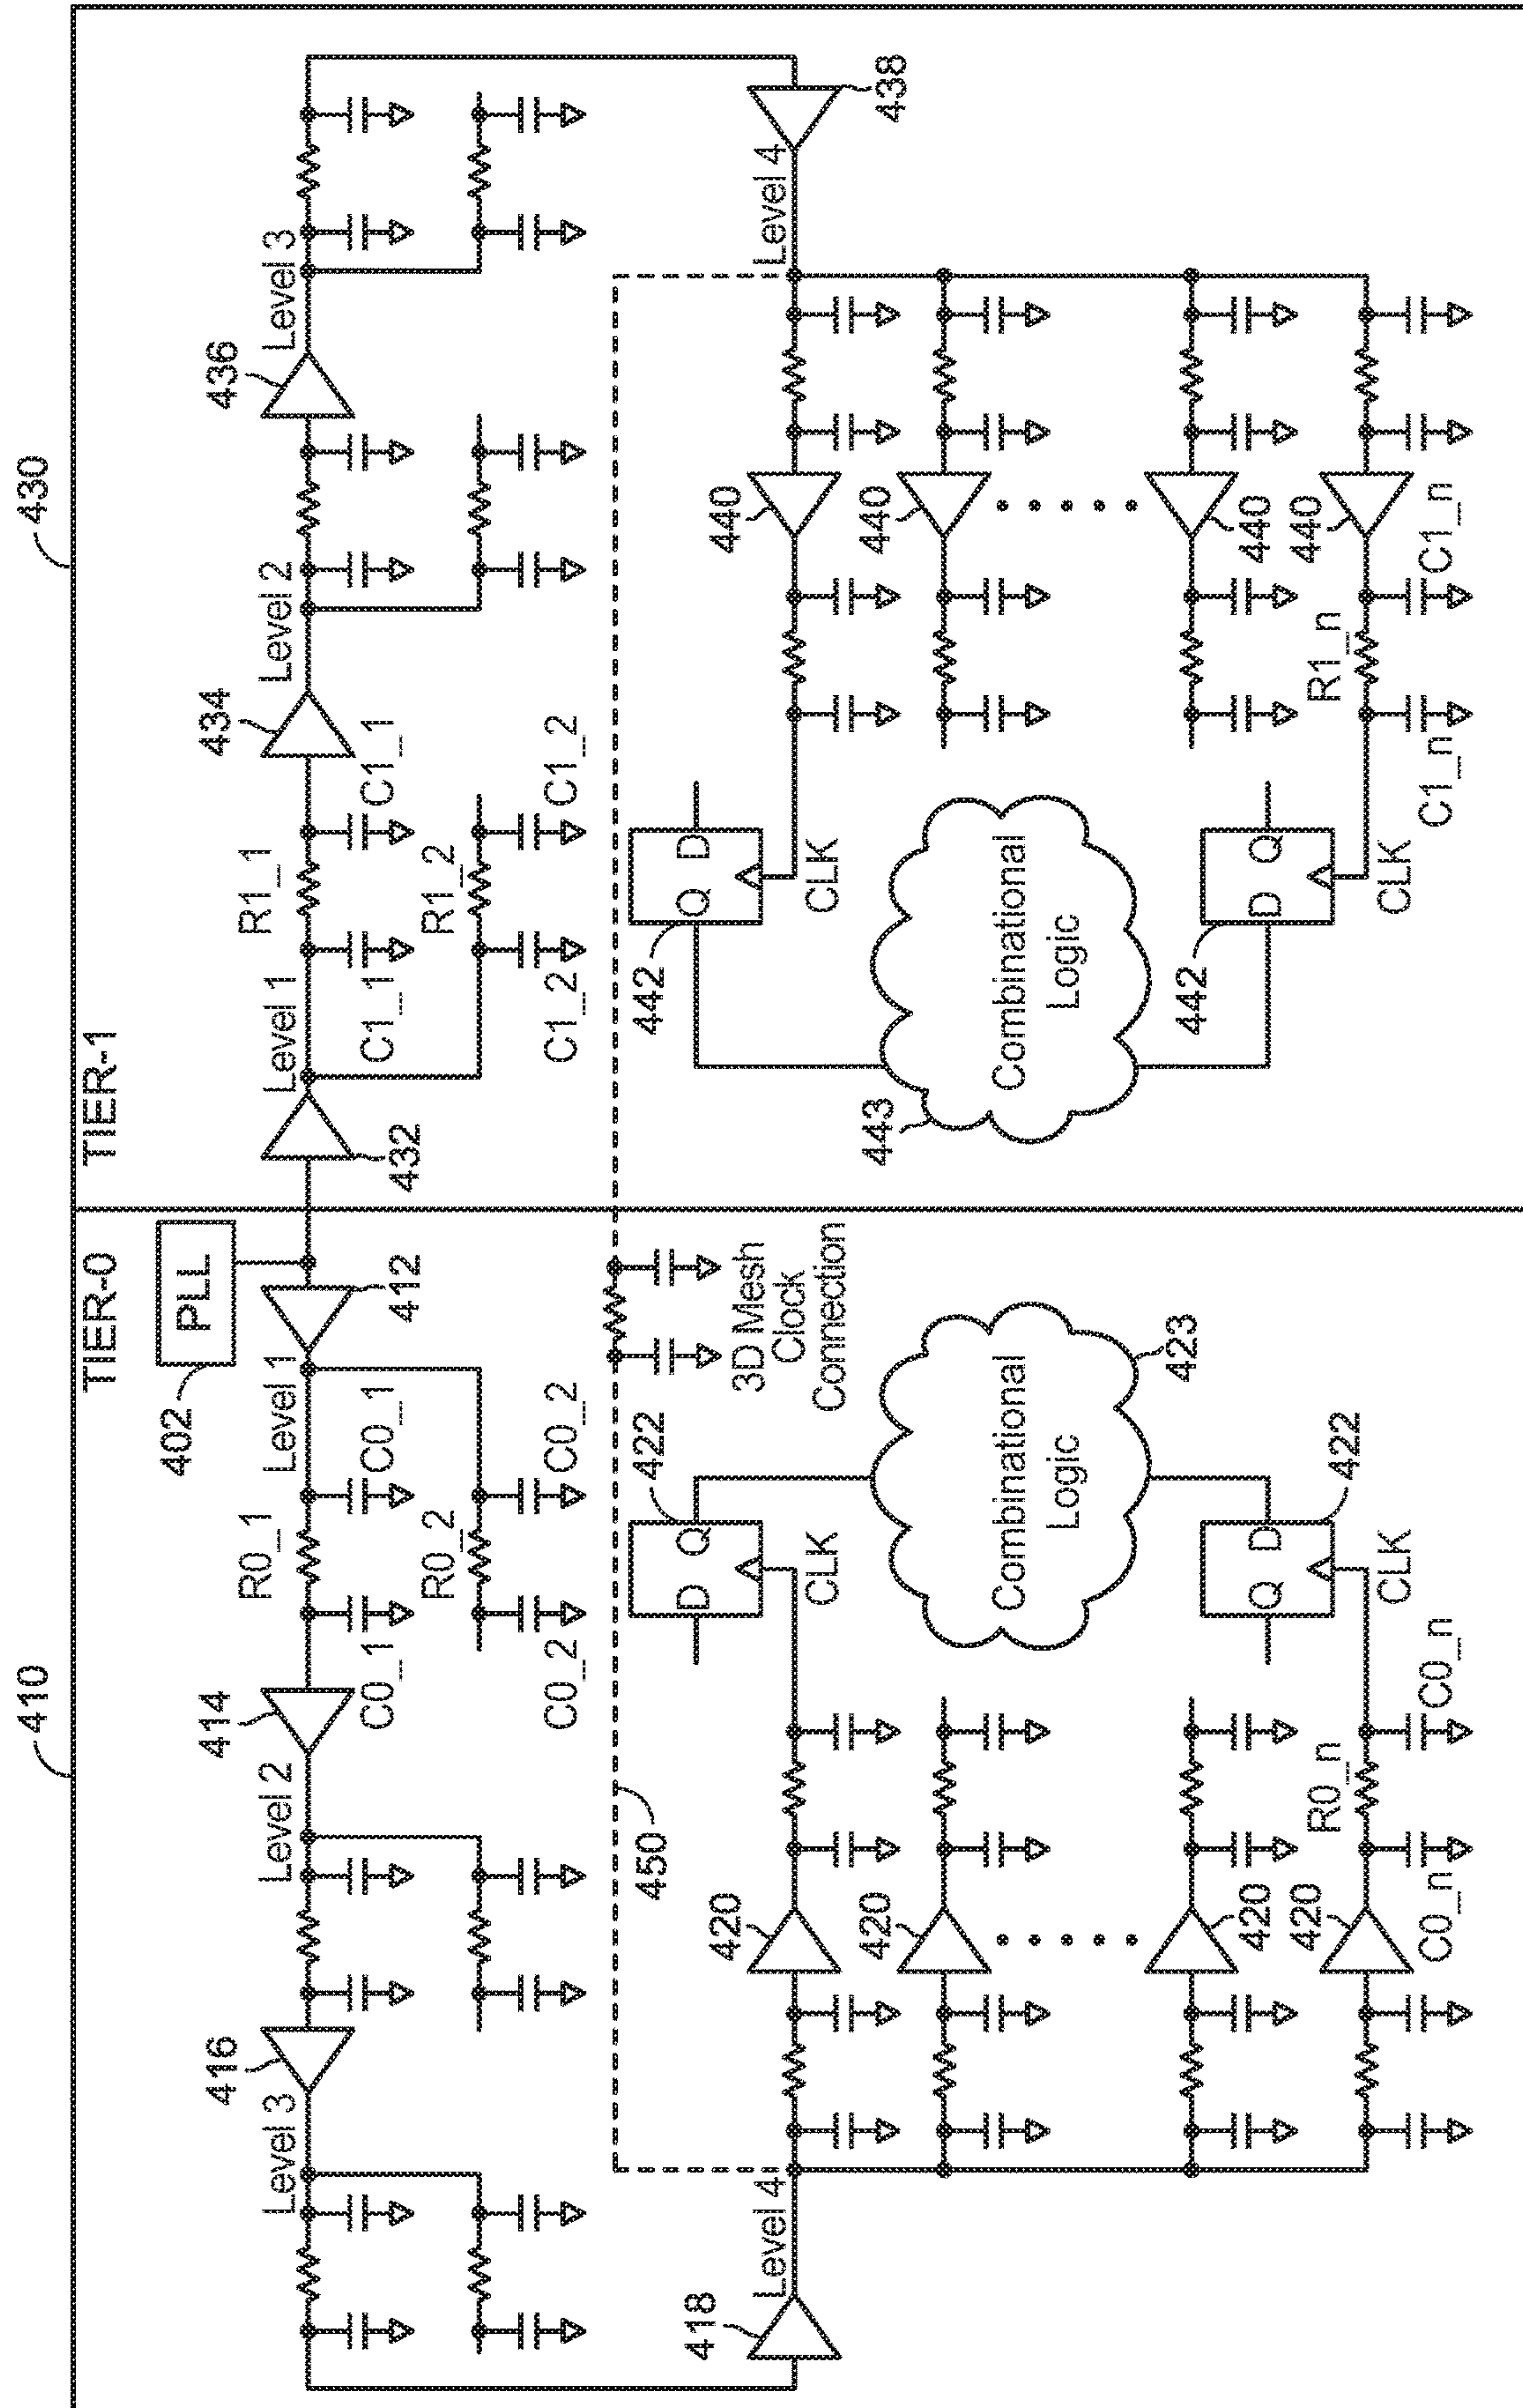 410
430
TIER-0
TIER-1
PLL
402
416
Level 3
414
Level 2
R0_1
Level 1
412
432
Level 1
R1_1
434
Level 2
436
Level 3
C0_1
C0_1
C1_1
C1_1
R0_2
R1_2
C0_2
C0_2
C1_2
C1_2
450
3D Mesh
Clock
Connection
418
Level 4
420
D Q
422
CLK
442
Q D
CLK
440
Level 4
438
420
440
Combinational
Logic
423
443
Combinational
Logic
420
440
420
R0_n
C0_n
C0_n
Q D
422
CLK
442
D Q
CLK
440
R1_n
C1_n
C1_n